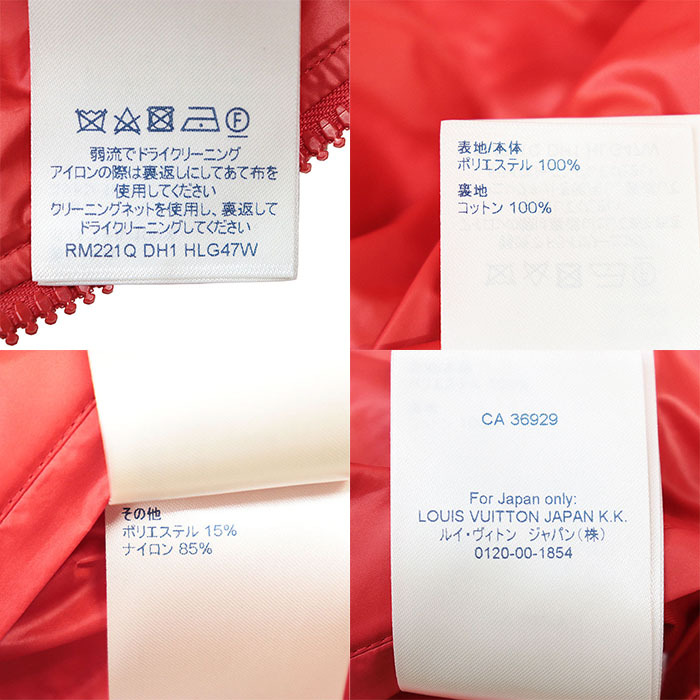 F
弱流でドライクリーニング
アイロンの際は裏返しにしてあて布を
使用してください
クリーニングネットを使用し、裏返して
ドライクリーニングしてください
RM221Q DH1 HLG47W
表地/本体
ポリエステル 100%
裏地
コットン 100%
その他
ポリエステル 15%
ナイロン 85%
CA 36929
For Japan only:
LOUIS VUITTON JAPAN K.K.
ルイ・ヴィトン ジャパン(株)
0120-00-1854